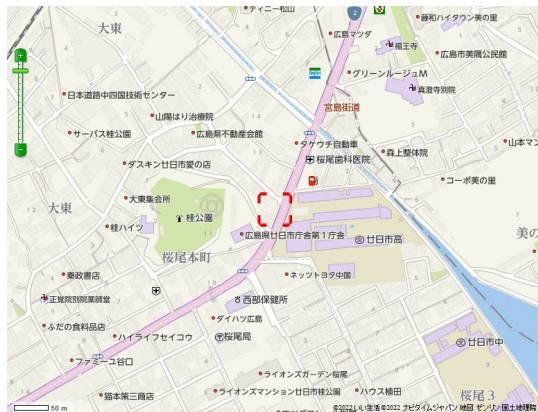 ティニー松山
2
藤和ハイタウン美の里
大東
広島マツダ
福王寺
広島市美隅公民館
グリーンルージュM
真澄寺別院
日本道路中四国技術センター
宮島街道
山陽はり治療院
サーパス桂公園
広島県不動産会館
タケウチ自動車
山本マン
桜尾歯科医院
森上整体院
ダスキン廿日市愛の店
コーポ美の里
大東集会所
大東
桂公園
美の
桂ハイツ
広島県廿日市庁舎第1庁舎
廿日市高
桜尾本町
秦政書店
ネッツトヨタ中国
正覚院別院薬師堂
西部保健所
ダイハツ広島
ふだの食料品店
ハイライフセイコウ
桜尾局
廿日市中
ファミーユ谷口
ライオンズガーデン桜尾
ライオンズマンション廿日市桂公園
ハウス植田
猫本第三商店
桜尾3
50 m
©2022 いい生活 ©2022 ナビタイムジャパン 地図 ゼンリン/国土地理院